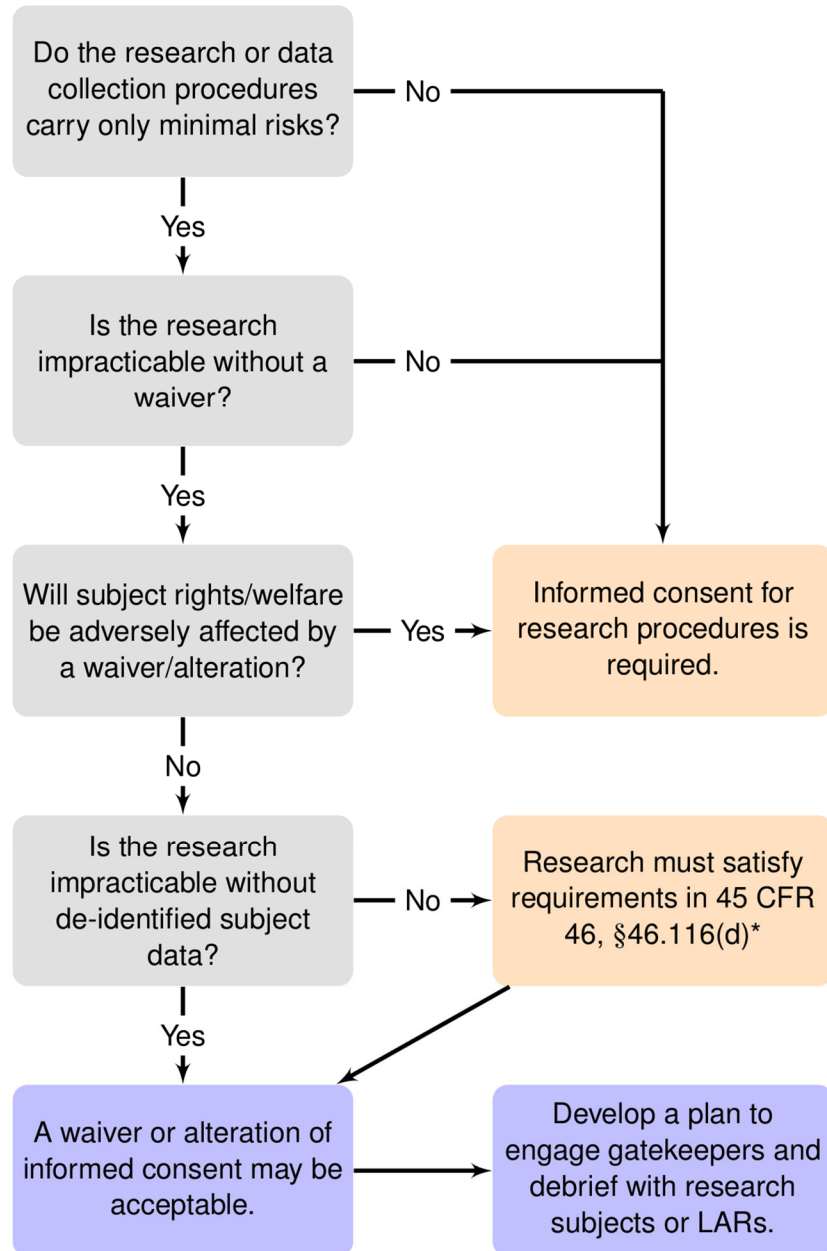 Do the research or data
collection procedures
carry only minimal risks?
No
Yes
Is the research
impracticable without a
waiver?
No
Yes
Will subject rights/welfare
be adversely affected by
a waiver/alteration?
Yes
Informed consent for
research procedures is
required.
No
Is the research
impracticable without
de-identified subject
data?
No
Research must satisfy
requirements in 45 CFR
46, §46.116(d)*
Yes
A waiver or alteration of
informed consent may be
acceptable.
Develop a plan to
engage gatekeepers and
debrief with research
subjects or LARs.